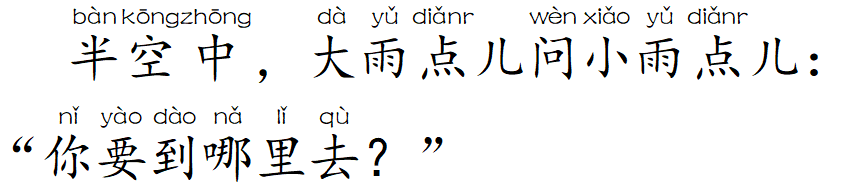 bàn kōngzhōng dà yǔ diǎnr wèn xiǎo yǔ diǎnr
半空中，大雨点儿问小雨点儿：
nǐ yào dào nǎ lǐ qù
“你要到哪里去？”